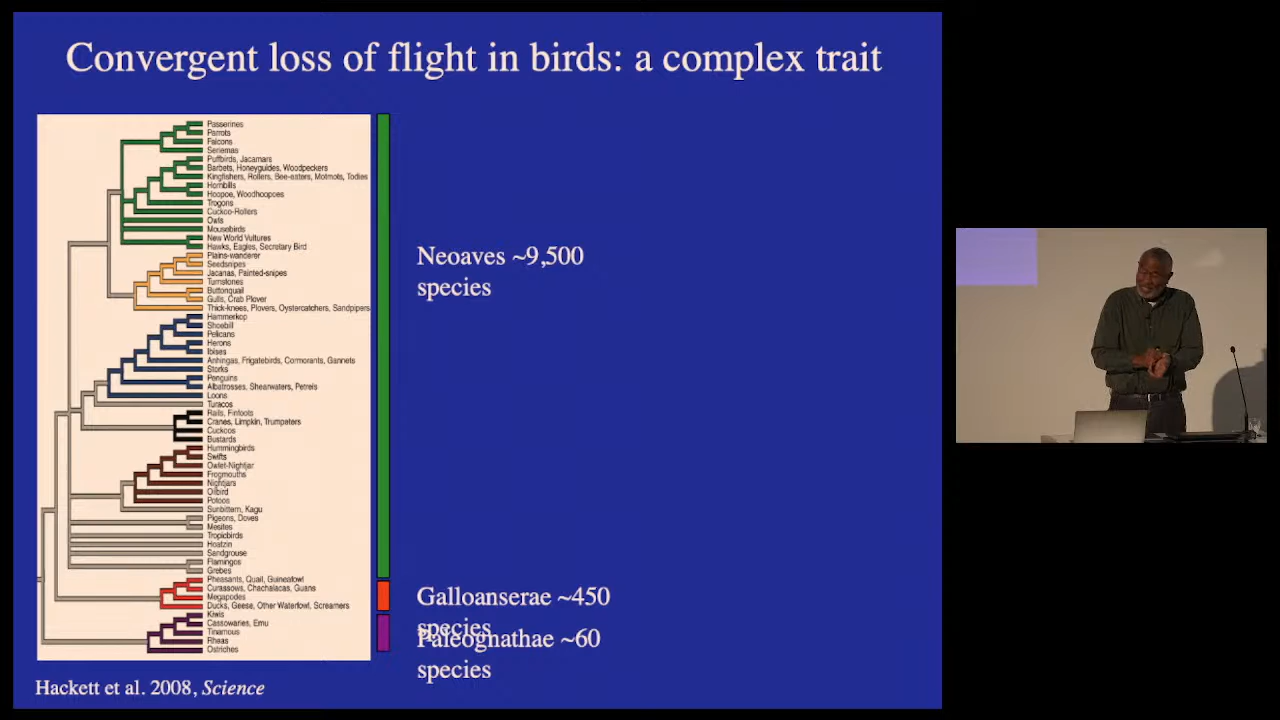 Convergent loss of flight in birds: a complex trait
Passerines
Parrots
Falcons
Seriemas
Puffbirds, Jacamars
Barbets, Honeyguides, Woodpeckers
Kingfishers, Rollers, Bee-eaters, Motmots, Todies
Hornbills
Hoopoe, Woodhoopoes
Trogons
Cuckoo-Rollers
Owls
Mousebirds
New World Vultures
Hawks, Eagles, Secretary Bird
Plains-wanderer
Seedsnipes
Jacanas, Painted-snipes
Turnstones
Buttonquail
Gulls, Crab Plover
Thick-knees, Plovers, Oystercatchers, Sandpipers
Hammerkop
Shoebill
Pelicans
Herons
Ibises
Anhingas, Frigatebirds, Cormorants, Gannets
Storks
Penguins
Albatrosses, Shearwaters, Petrels
Loons
Turacos
Rails, Finfoots
Cranes, Limpkin, Trumpeters
Cuckoos
Bustards
Hummingbirds
Swifts
Owlet-Nightjar
Frogmouths
Nightjars
Oilbird
Potoos
Sunbittern, Kagu
Pigeons, Doves
Mesites
Tropicbirds
Hoatzin
Sandgrouse
Flamingos
Grebes
Pheasants, Quail, Guineafowl
Curassows, Chachalacas, Guans
Megapodes
Ducks, Geese, Other Waterfowl, Screamers
Kiwis
Cassowaries, Emu
Tinamous
Rheas
Ostriches
Neoaves ~9,500
species
Galloanserae ~450
species
Paleognathae ~60
species
Hackett et al. 2008, Science